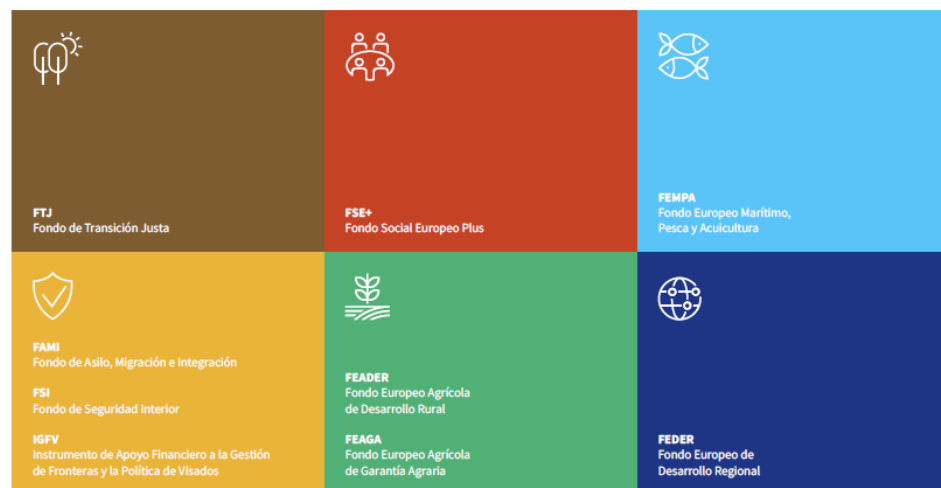 FTJ
Fondo de Transición Justa
FSE+
Fondo Social Europeo Plus
FEMPA
Fondo Europeo Marítimo,
Pesca y Acuicultura
FAMI
Fondo de Asilo, Migración e Integración
FSI
Fondo de Seguridad Interior
IGFV
Instrumento de Apoyo Financiero a la Gestión
de Fronteras y la Política de Visados
FEADER
Fondo Europeo Agrícola
de Desarrollo Rural
FEAGA
Fondo Europeo Agrícola
de Garantía Agraria
FEDER
Fondo Europeo de
Desarrollo Regional